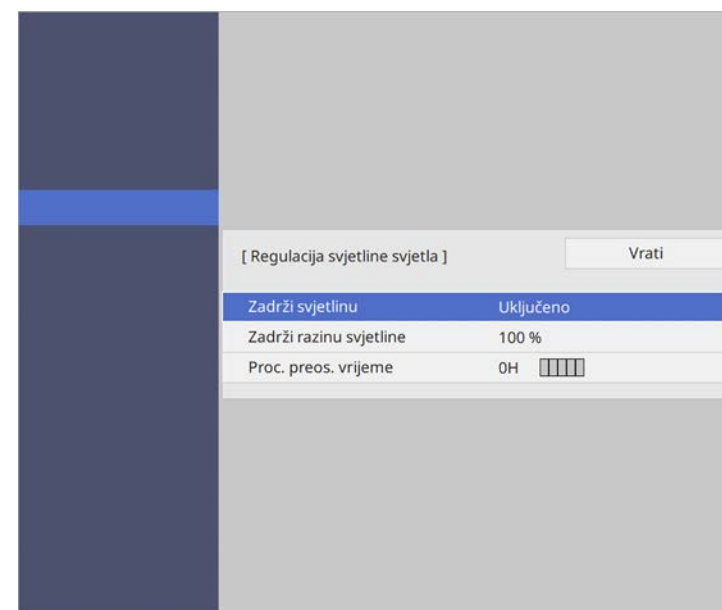 [ Regulacija svjetline svjetla ] Vrati
Zadrži svjetlinu Uključeno
Zadrži razinu svjetline 100 %
Proc. preos. vrijeme 0H